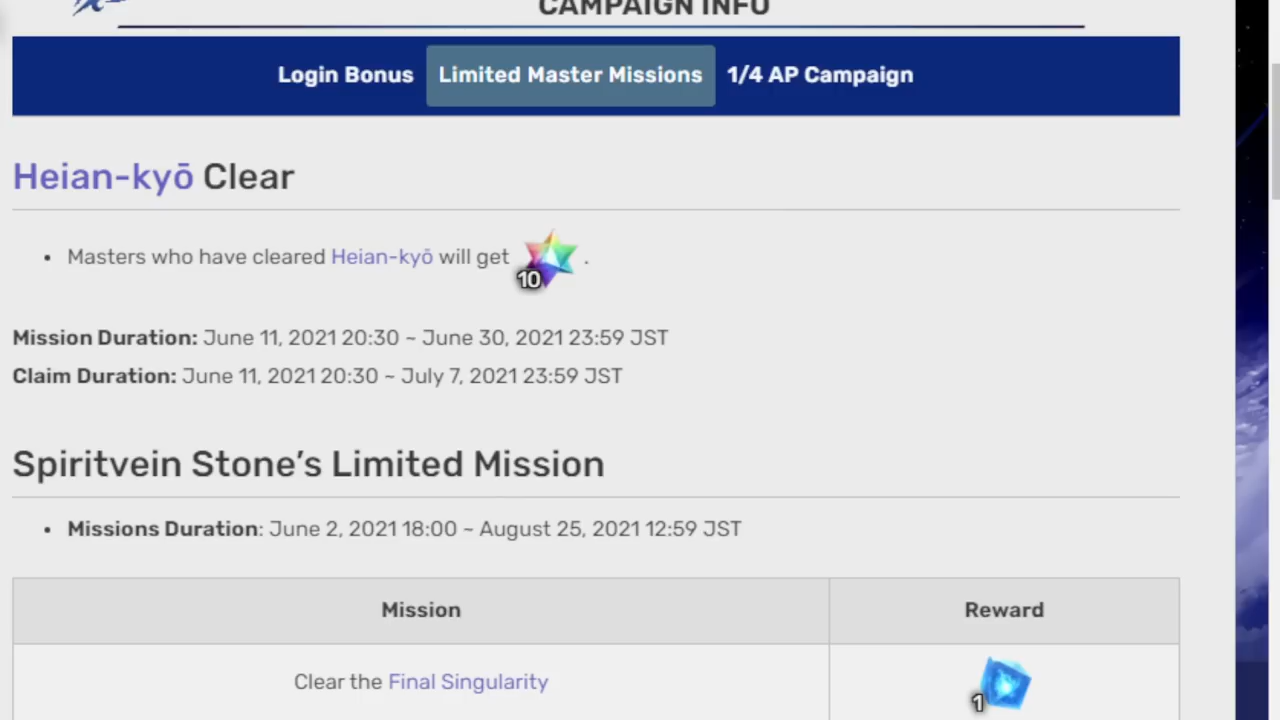 CAMPAIGN INFO
Login Bonus Limited Master Missions 1/4 AP Campaign
Heian-kyō Clear
• Masters who have cleared Heian-kyō will get 10 .
Mission Duration: June 11, 2021 20:30 ~ June 30, 2021 23:59 JST
Claim Duration: June 11, 2021 20:30 ~ July 7, 2021 23:59 JST
Spiritvein Stone’s Limited Mission
• Missions Duration: June 2, 2021 18:00 ~ August 25, 2021 12:59 JST
Mission Reward
Clear the Final Singularity 1